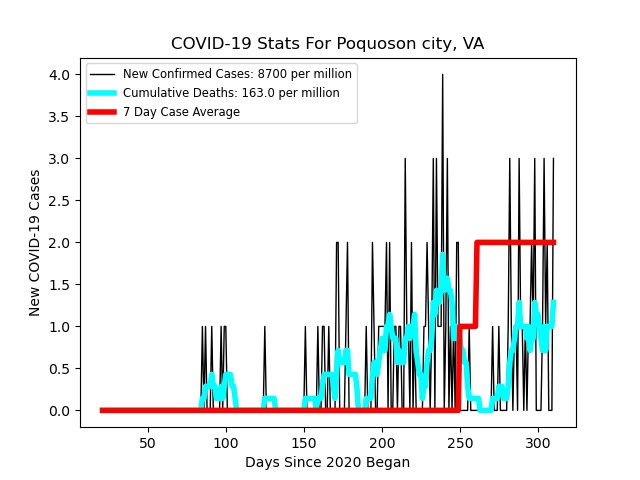 COVID-19 Stats For Poquoson city, VA
New Confirmed Cases: 8700 per million
Cumulative Deaths: 163.0 per million
7 Day Case Average
New COVID-19 Cases
4.0
3.5
3.0
2.5
2.0
1.5
1.0
0.5
0.0
50 100 150 200 250 300
Days Since 2020 Began